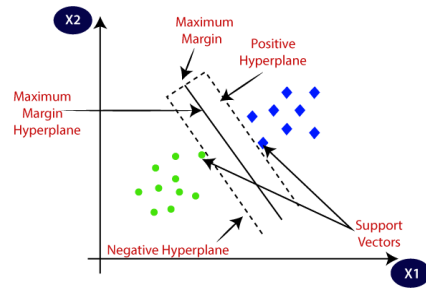 X2
Maximum
Margin
Positive
Hyperplane
Maximum
Margin
Hyperplane
Support
Vectors
Negative Hyperplane
X1